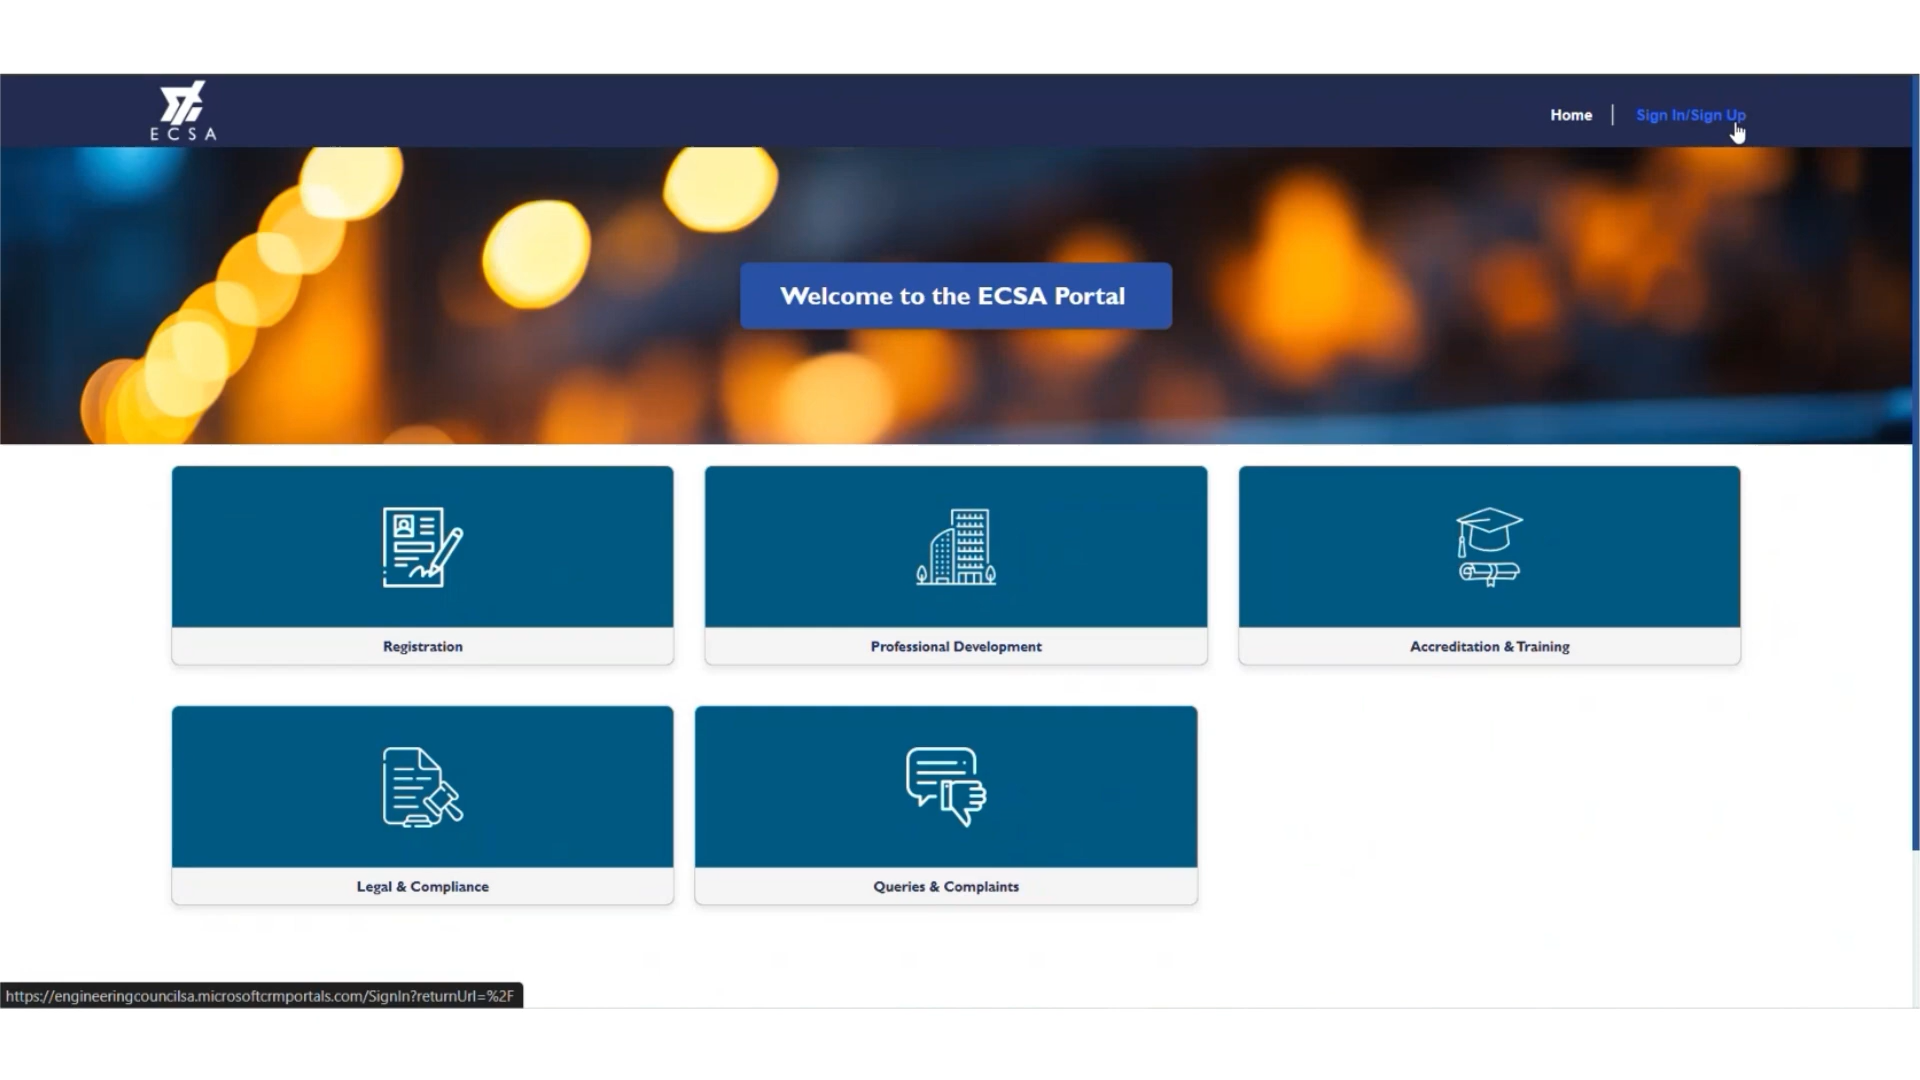 ECSA
Home
Sign In/Sign Up
Welcome to the ECSA Portal
Registration
Professional Development
Accreditation & Training
Legal & Compliance
Queries & Complaints
https://engineeringcouncilsa.microsoftcrmportals.com/SignIn?returnUrl=%2F